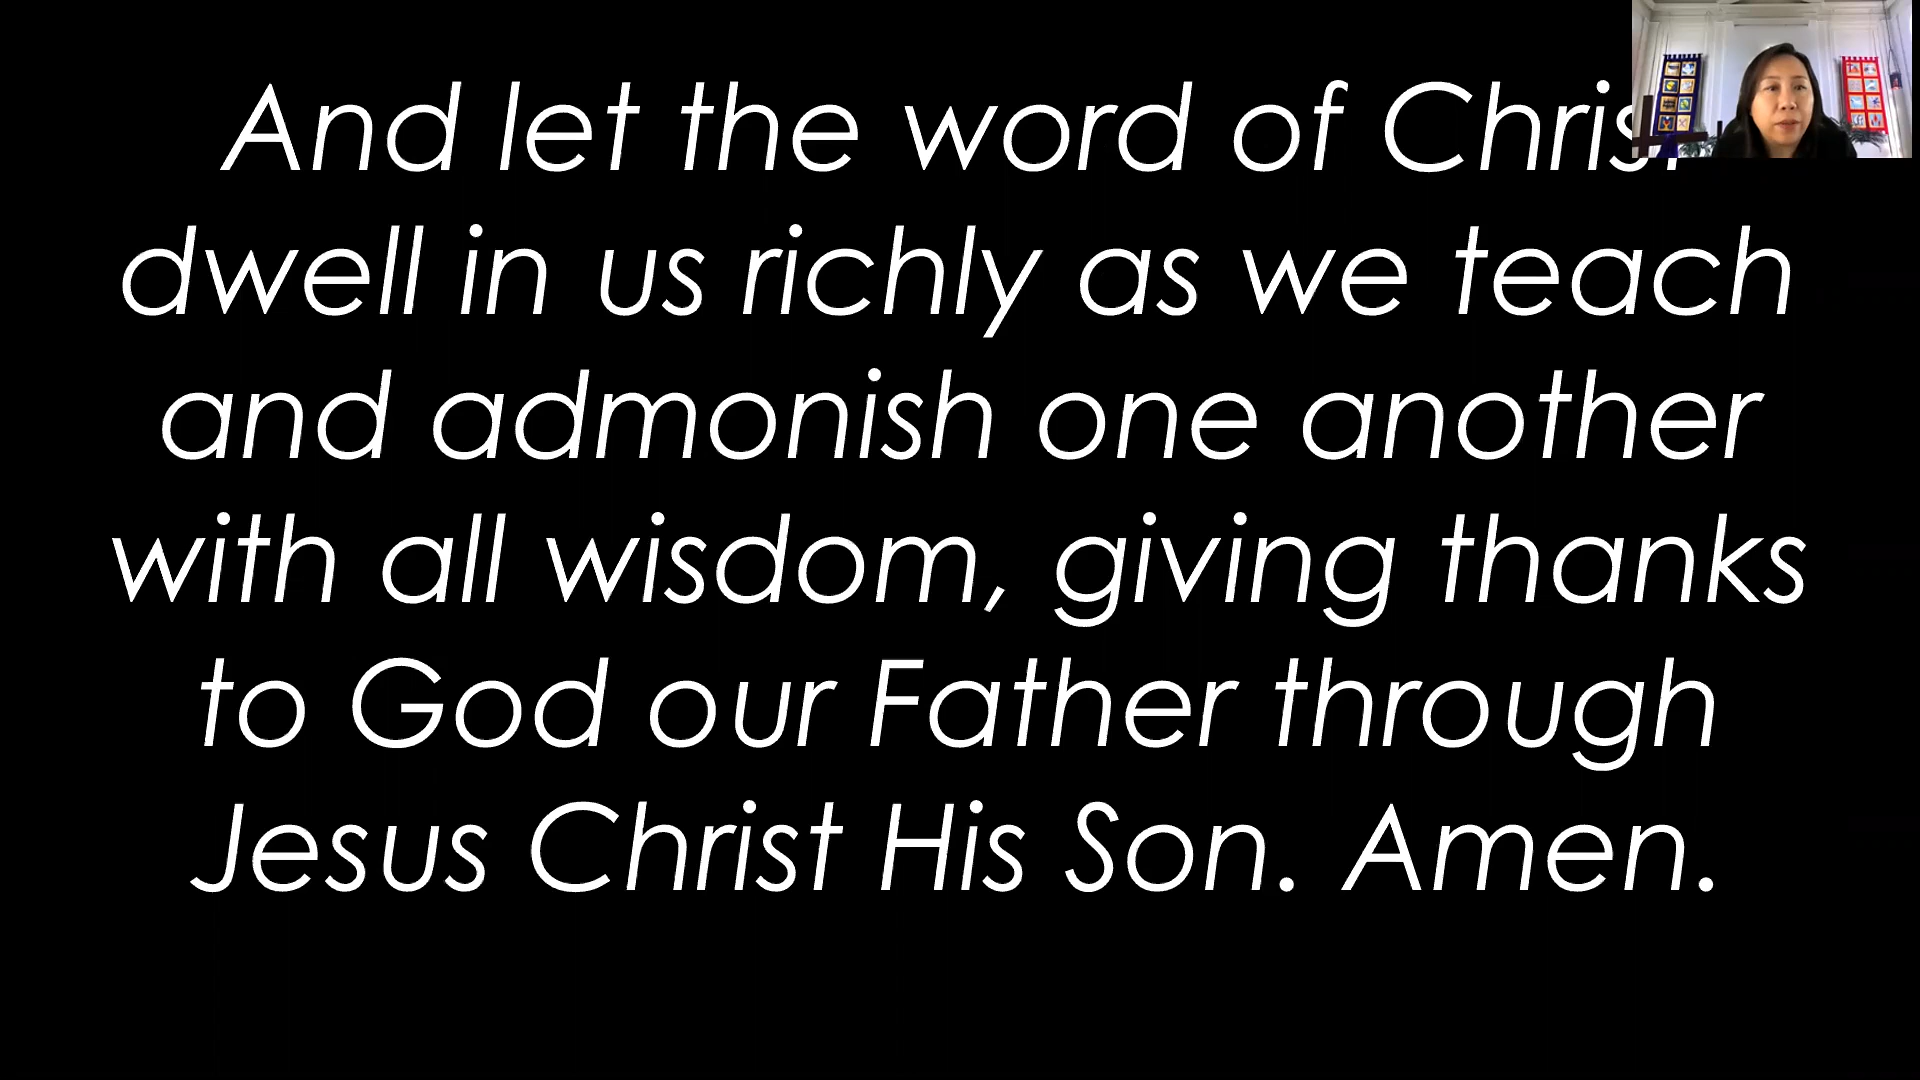 And let the word of Christ
dwell in us richly as we teach
and admonish one another
with all wisdom, giving thanks
to God our Father through
Jesus Christ His Son. Amen.